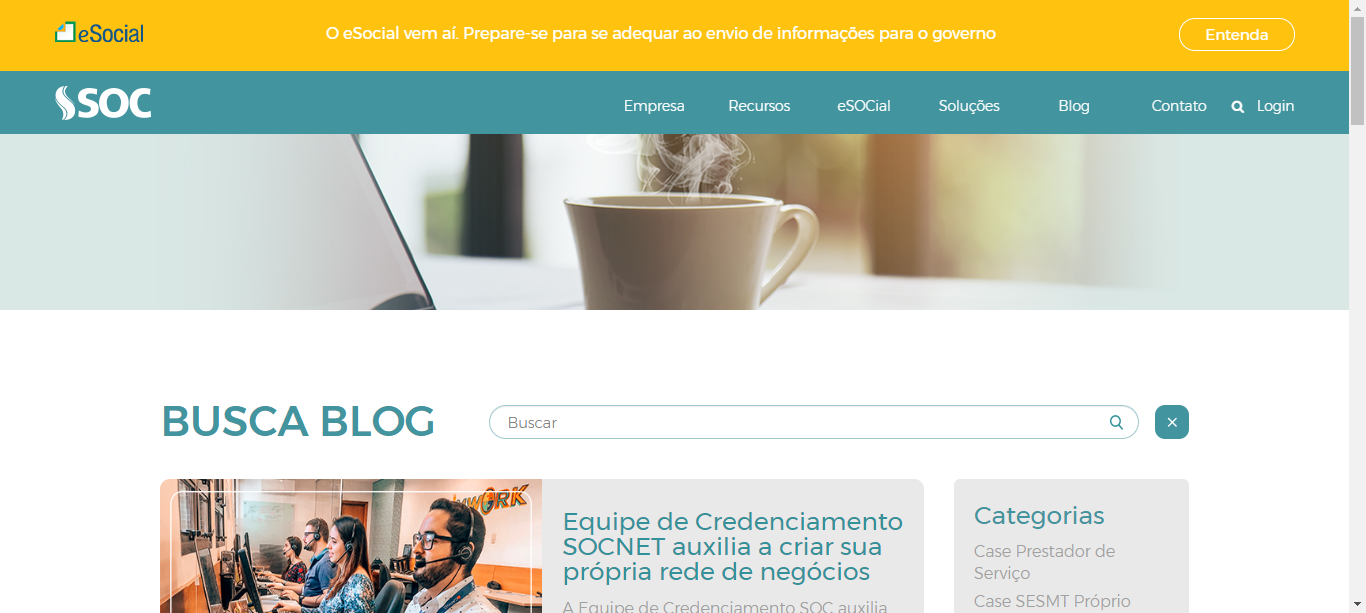 eSocial
O eSocial vem aí. Prepare-se para se adequar ao envio de informações para o governo
Entenda
SOC
Empresa
Recursos
eSOCial
Soluções
Blog
Contato
Login
BUSCA BLOG
Buscar
Equipe de Credenciamento
SOCNET auxilia a criar sua
própria rede de negócios
A Equipe de Credenciamento SOC auxilia
Categorias
Case Prestador de
Serviço
Case SESMT Próprio